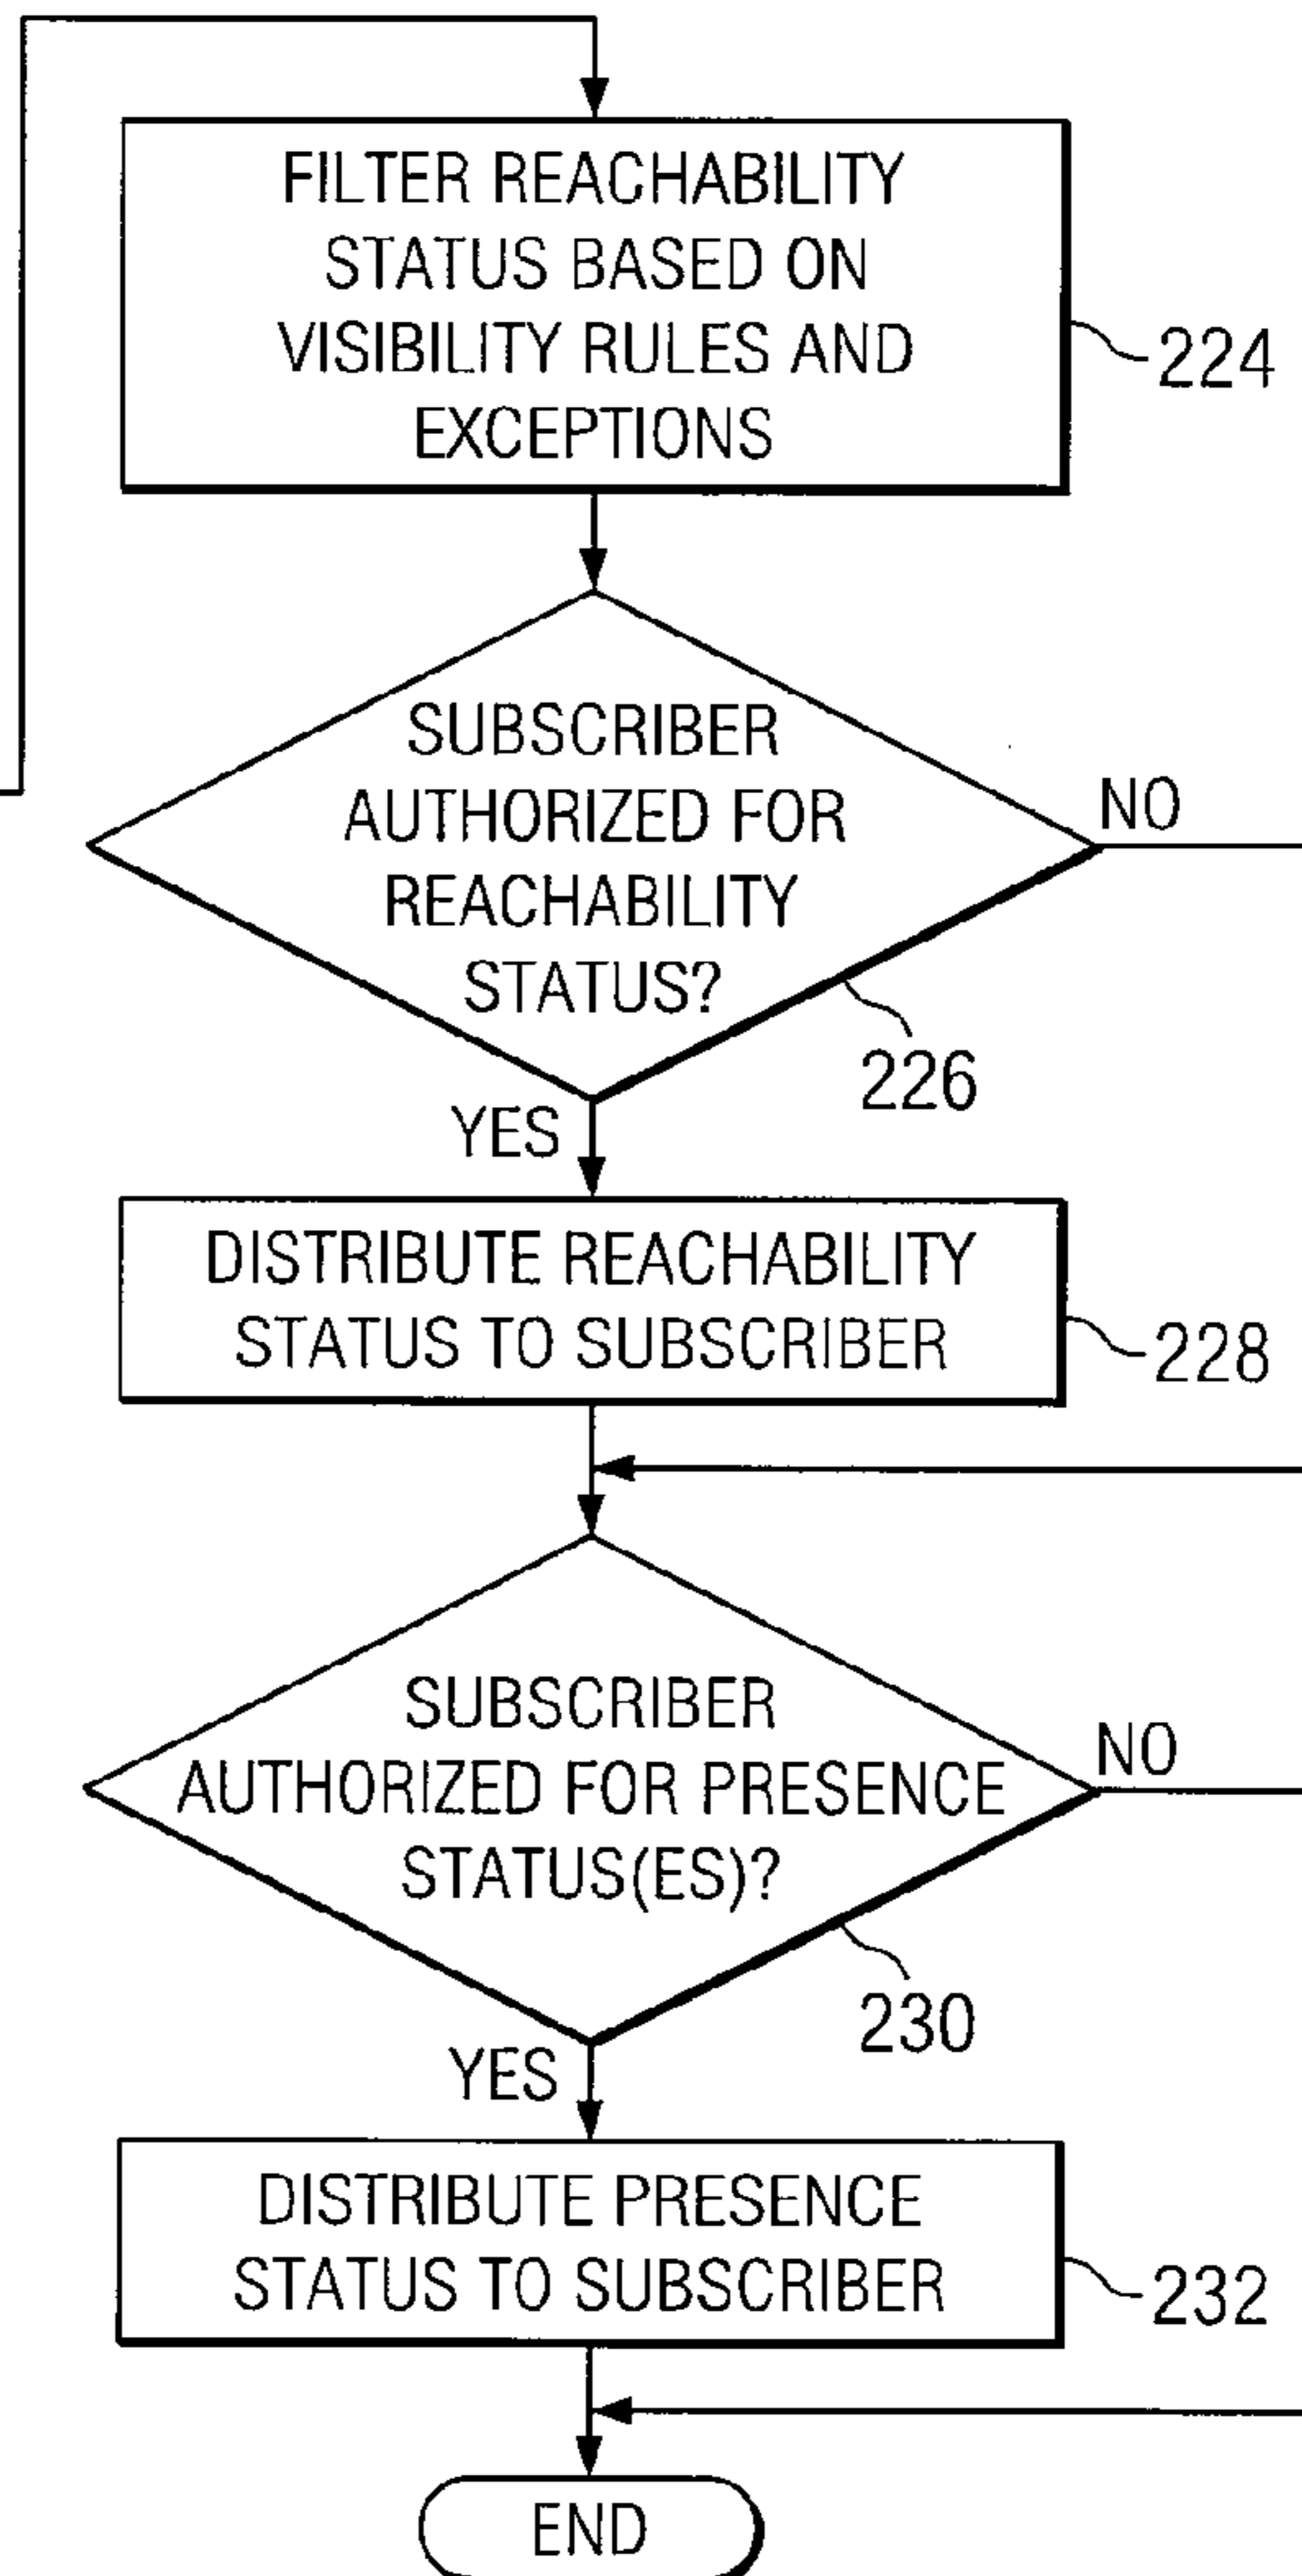 FILTER REACHABILITY
STATUS BASED ON
VISIBILITY RULES AND
EXCEPTIONS
224
SUBSCRIBER
AUTHORIZED FOR
REACHABILITY
STATUS?
NO
226
YES
DISTRIBUTE REACHABILITY
STATUS TO SUBSCRIBER
228
SUBSCRIBER
AUTHORIZED FOR PRESENCE
STATUS(ES)?
NO
230
YES
DISTRIBUTE PRESENCE
STATUS TO SUBSCRIBER
232
END